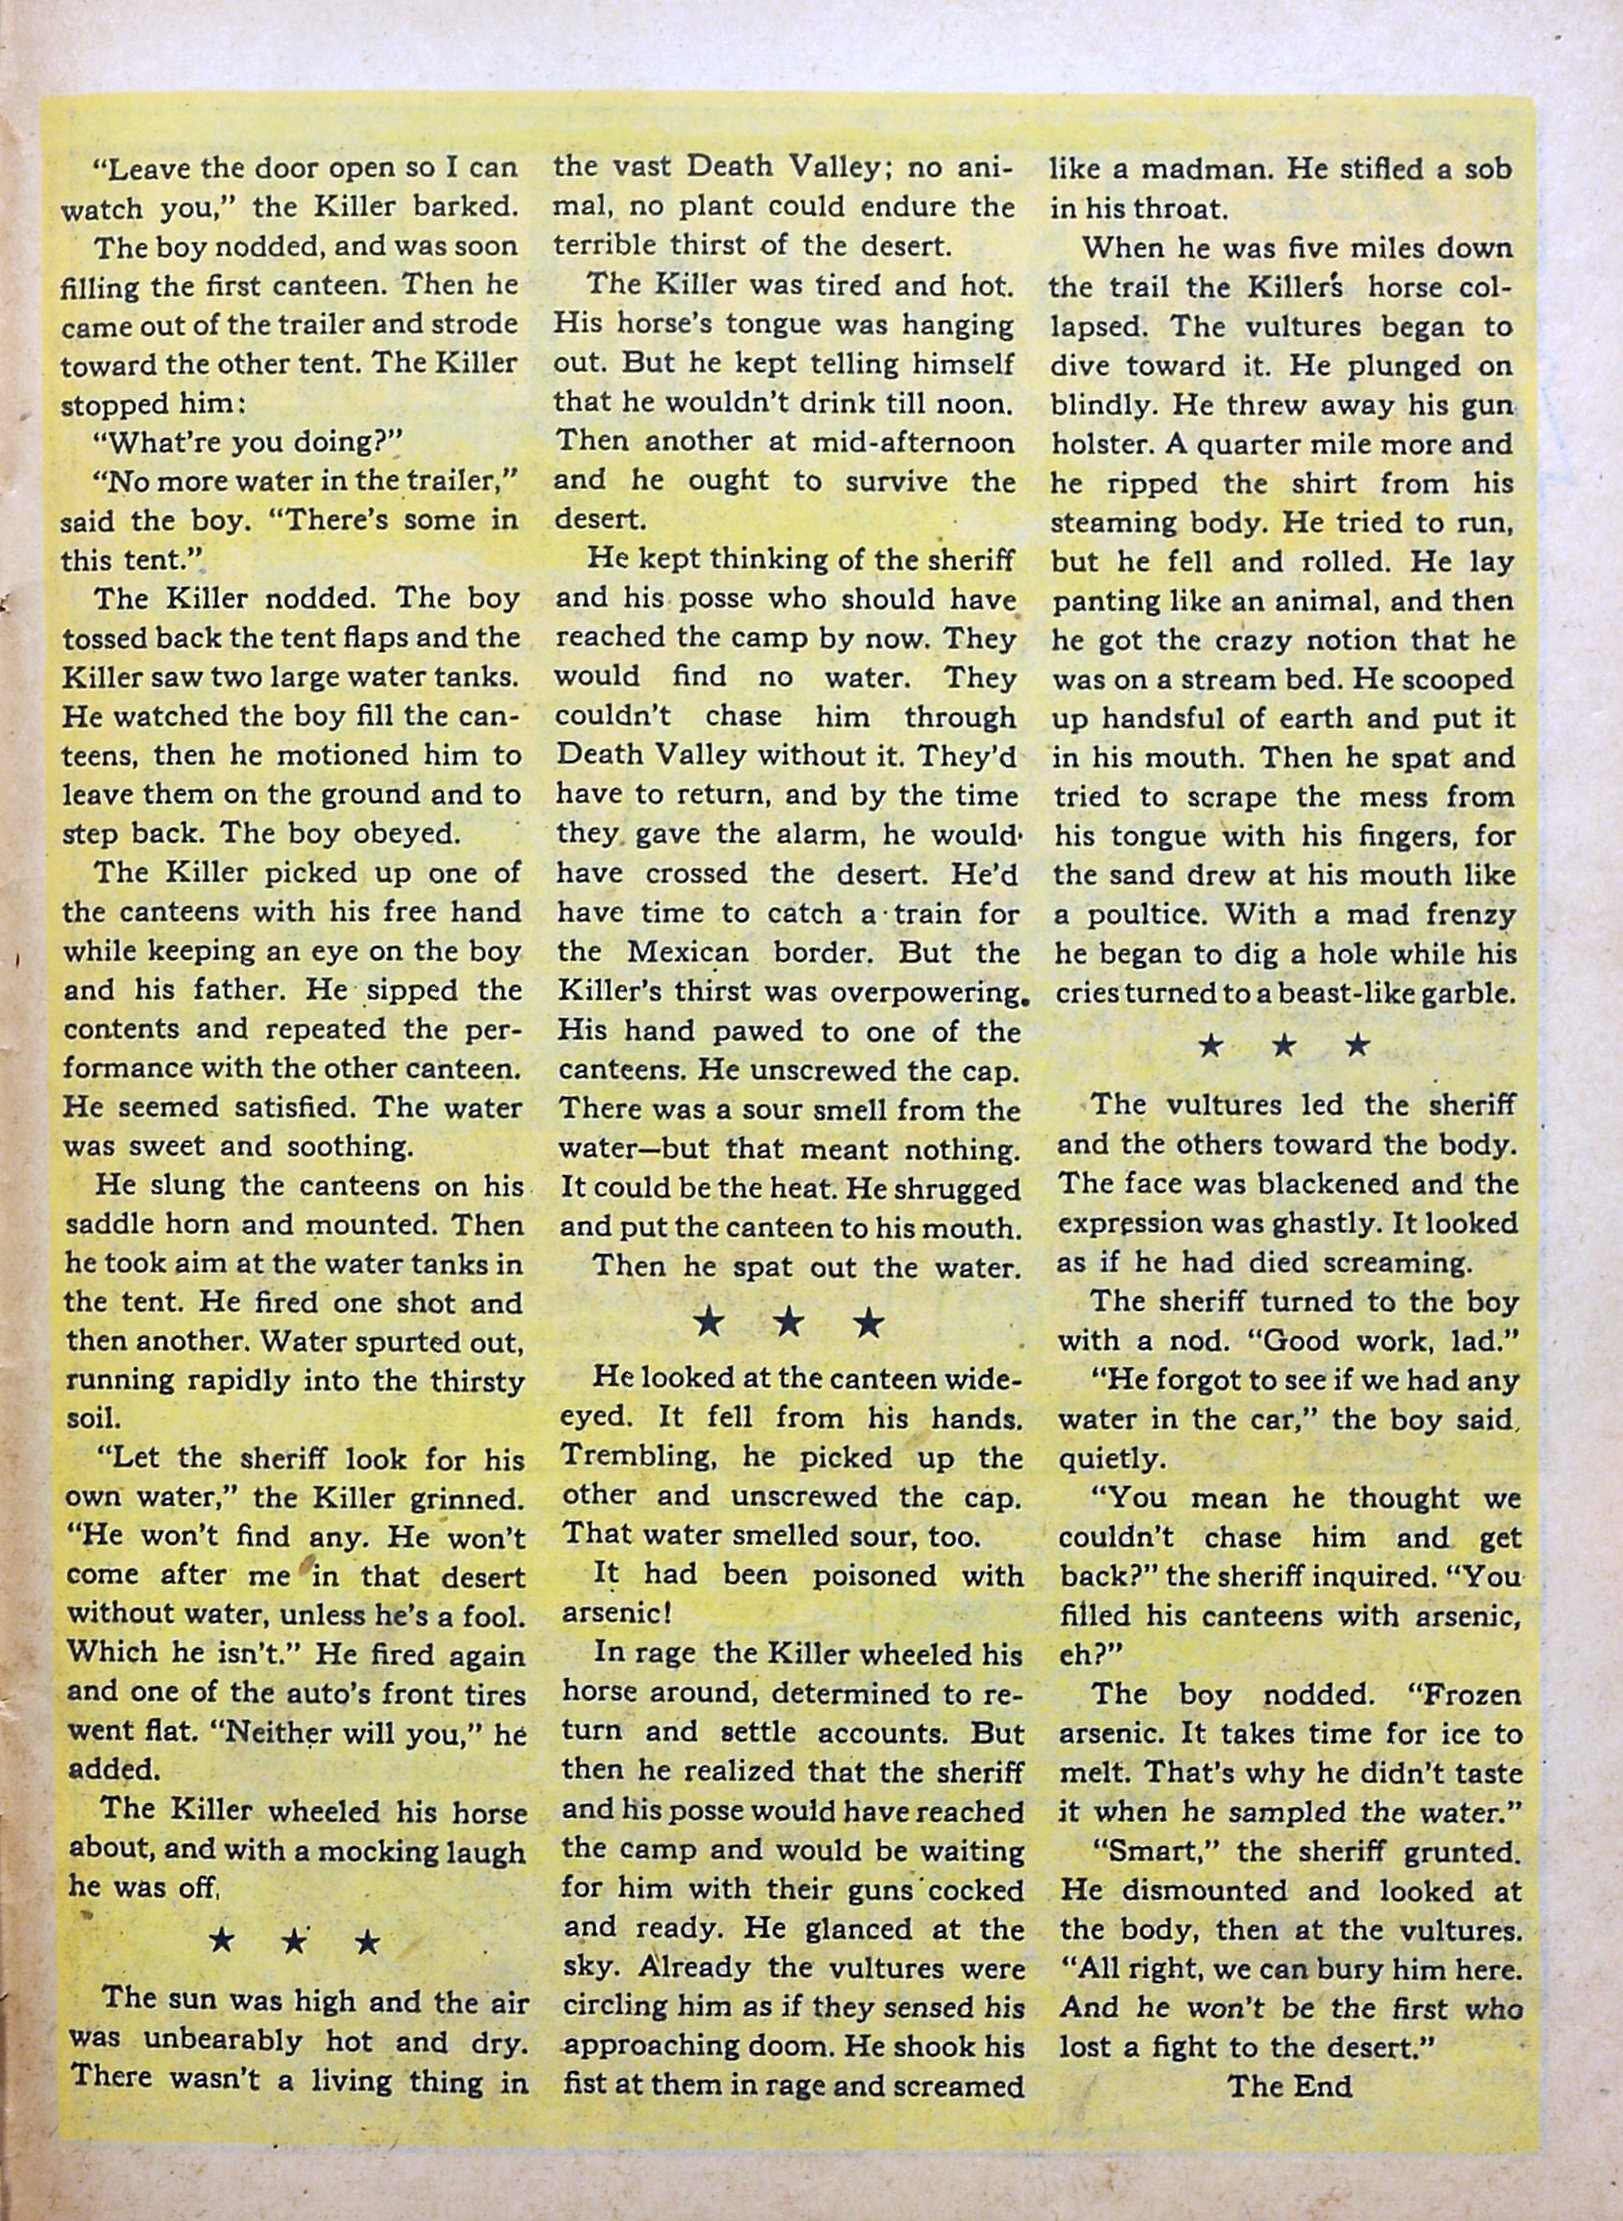 “Leave the door open so I can
watch you,” the Killer barked.
The boy nodded, and was soon
filling the first canteen. Then he
came out of the trailer and strode
toward the other tent. The Killer
stopped him:
“What’re you doing?”
“No more water in the trailer,”
said the boy. “There’s some in
this tent.”
The Killer nodded. The boy
tossed back the tent flaps and the
Killer saw two large water tanks.
He watched the boy fill the can-
teens, then he motioned him to
leave them on the ground and to
step back. The boy obeyed.
The Killer picked up one of
the canteens with his free hand
while keeping an eye on the boy
and his father. He sipped the
contents and repeated the per-
formance with the other canteen.
He seemed satisfied. The water
was sweet and soothing.
He slung the canteens on his
saddle horn and mounted. Then
he took aim at the water tanks in
the tent. He fired one shot and
then another. Water spurted out,
running rapidly into the thirsty
soil.
“Let the sheriff look for his
own water,” the Killer grinned.
“He won’t find any. He won’t
come after me in that desert
without water, unless he’s a fool.
Which he isn’t.” He fired again
and one of the auto’s front tires
went flat. “Neither will you,” he
added.
The Killer wheeled his horse
about, and with a mocking laugh
he was off.
★ ★ ★
The sun was high and the air
was unbearably hot and dry.
There wasn’t a living thing in
the vast Death Valley; no ani-
mal, no plant could endure the
terrible thirst of the desert.
The Killer was tired and hot.
His horse’s tongue was hanging
out. But he kept telling himself
that he wouldn’t drink till noon.
Then another at mid-afternoon
and he ought to survive the
desert.
He kept thinking of the sheriff
and his posse who should have
reached the camp by now. They
would find no water. They
couldn’t chase him through
Death Valley without it. They’d
have to return, and by the time
they gave the alarm, he would
have crossed the desert. He’d
have time to catch a train for
the Mexican border. But the
Killer’s thirst was overpowering.
His hand pawed to one of the
canteens. He unscrewed the cap.
There was a sour smell from the
water—but that meant nothing.
It could be the heat. He shrugged
and put the canteen to his mouth.
Then he spat out the water.
★ ★ ★
He looked at the canteen wide-
eyed. It fell from his hands.
Trembling, he picked up the
other and unscrewed the cap.
That water smelled sour, too.
It had been poisoned with
arsenic!
In rage the Killer wheeled his
horse around, determined to re-
turn and settle accounts. But
then he realized that the sheriff
and his posse would have reached
the camp and would be waiting
for him with their guns cocked
and ready. He glanced at the
sky. Already the vultures were
circling him as if they sensed his
approaching doom. He shook his
fist at them in rage and screamed
like a madman. He stifled a sob
in his throat.
When he was five miles down
the trail the Killer’s horse col-
lapsed. The vultures began to
dive toward it. He plunged on
blindly. He threw away his gun
holster. A quarter mile more and
he ripped the shirt from his
steaming body. He tried to run,
but he fell and rolled. He lay
panting like an animal, and then
he got the crazy notion that he
was on a stream bed. He scooped
up handsful of earth and put it
in his mouth. Then he spat and
tried to scrape the mess from
his tongue with his fingers, for
the sand drew at his mouth like
a poultice. With a mad frenzy
he began to dig a hole while his
cries turned to a beast-like garble.
★ ★ ★
The vultures led the sheriff
and the others toward the body.
The face was blackened and the
expression was ghastly. It looked
as if he had died screaming.
The sheriff turned to the boy
with a nod. “Good work, lad.”
“He forgot to see if we had any
water in the car,” the boy said
quietly.
“You mean he thought we
couldn’t chase him and get
back?” the sheriff inquired. “You
filled his canteens with arsenic,
eh?”
The boy nodded. “Frozen
arsenic. It takes time for ice to
melt. That’s why he didn’t taste
it when he sampled the water.”
“Smart,” the sheriff grunted.
He dismounted and looked at
the body, then at the vultures.
“All right, we can bury him here.
And he won’t be the first who
lost a fight to the desert.”
The End